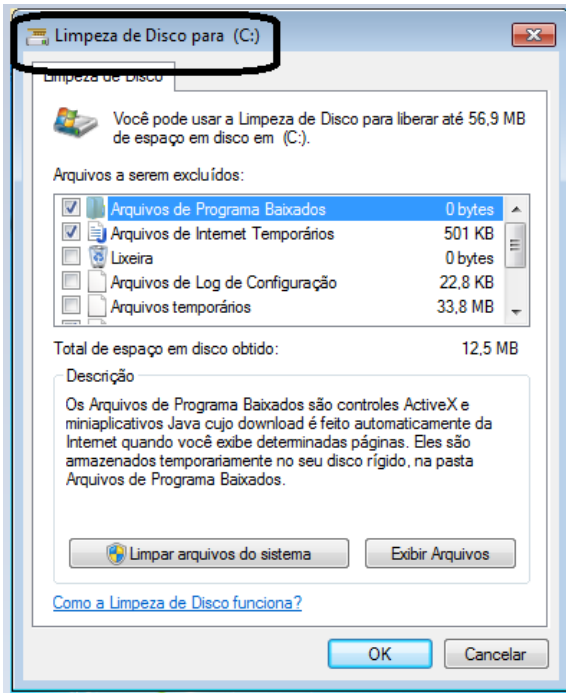 Limpeza de Disco para (C:)
Limpeza de Disco
Você pode usar a Limpeza de Disco para liberar até 56,9 MB
de espaço em disco em (C:).
Arquivos a serem excluídos:
Arquivos de Programa Baixados 0 bytes
Arquivos de Internet Temporários 501 KB
Lixeira 0 bytes
Arquivos de Log de Configuração 22,8 KB
Arquivos temporários 33,8 MB
Total de espaço em disco obtido: 12,5 MB
Descrição
Os Arquivos de Programa Baixados são controles ActiveX e
miniaplicativos Java cujo download é feito automaticamente da
Internet quando você exibe determinadas páginas. Eles são
armazenados temporariamente no seu disco rígido, na pasta
Arquivos de Programa Baixados.
Limpar arquivos do sistema Exibir Arquivos
Como a Limpeza de Disco funciona?
OK Cancelar